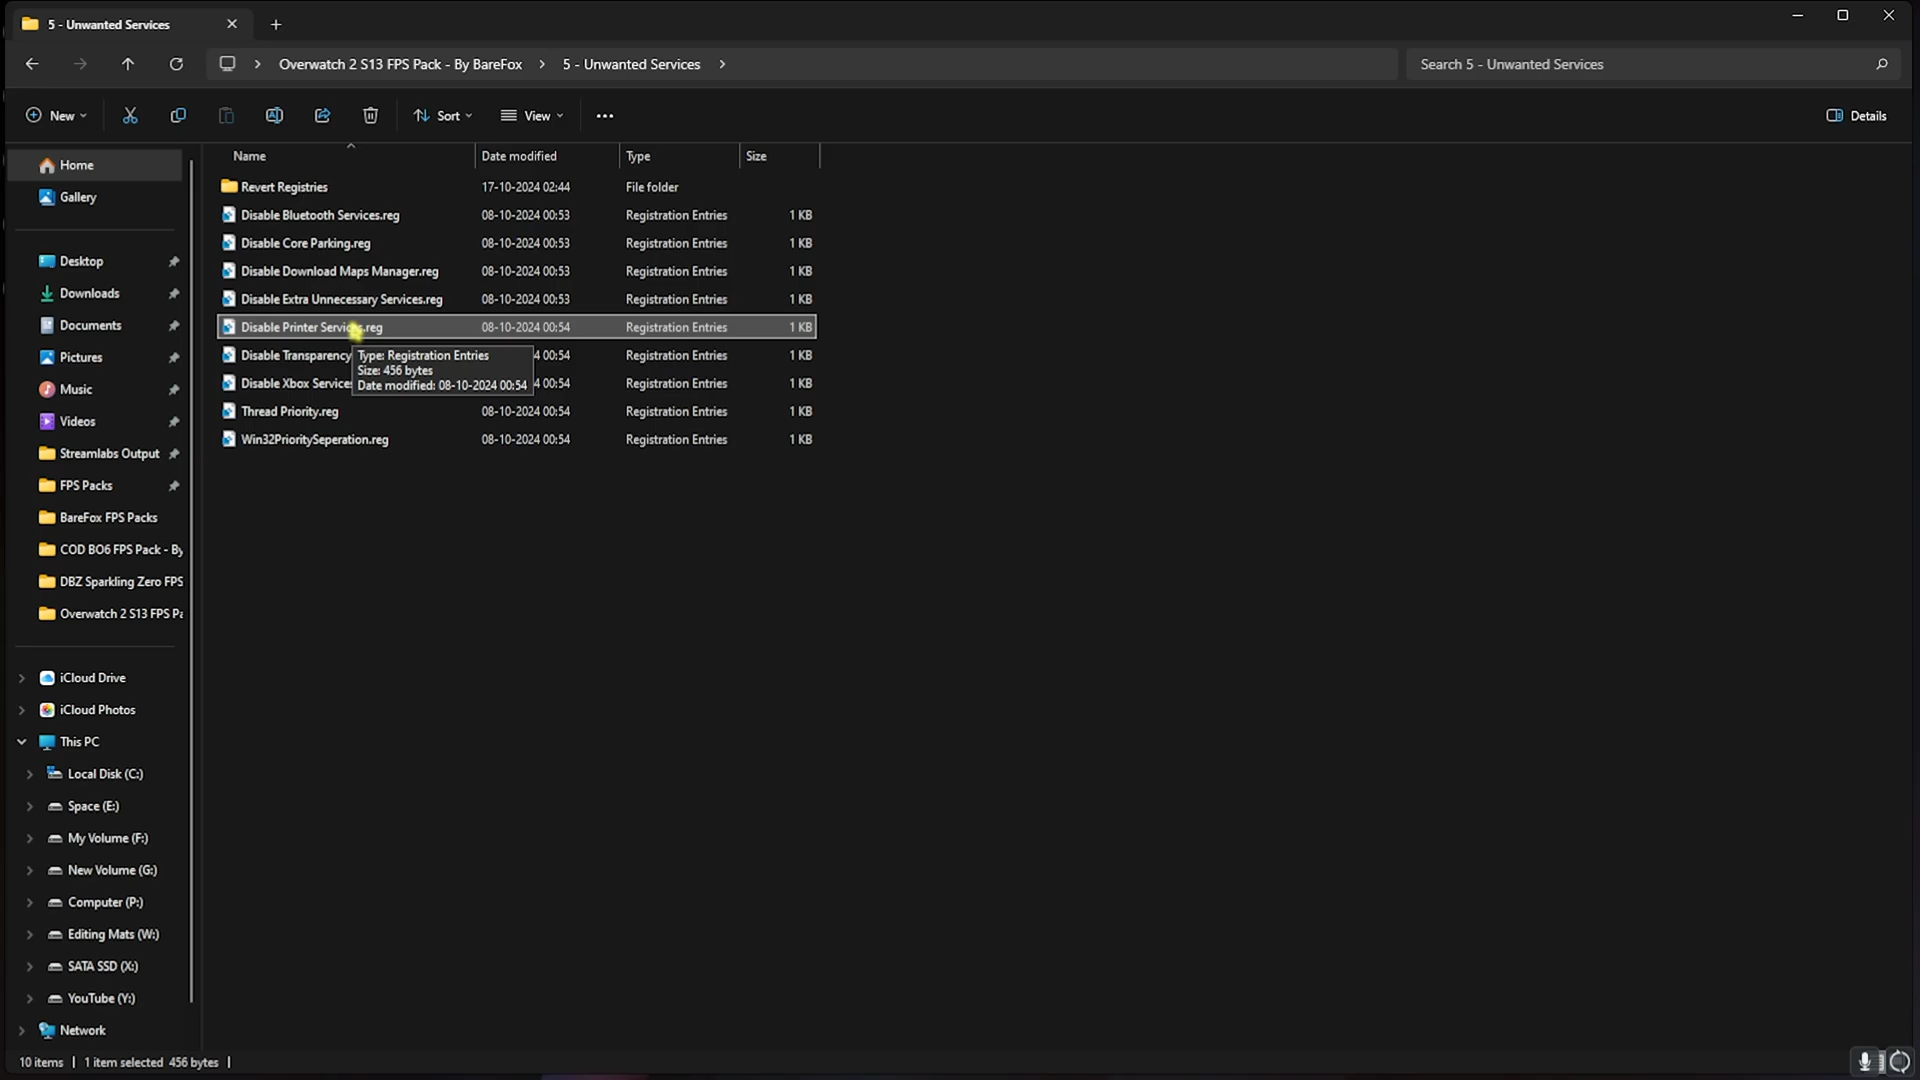 5 - Unwanted Services
Overwatch 2 S13 FPS Pack - By BareFox > 5 - Unwanted Services >
Search 5 - Unwanted Services
New
Sort
View
Details
Name Date modified Type Size
Revert Registries 17-10-2024 02:44 File folder
Disable Bluetooth Services.reg 08-10-2024 00:53 Registration Entries 1 KB
Disable Core Parking.reg 08-10-2024 00:53 Registration Entries 1 KB
Disable Download Maps Manager.reg 08-10-2024 00:53 Registration Entries 1 KB
Disable Extra Unnecessary Services.reg 08-10-2024 00:53 Registration Entries 1 KB
Disable Printer Services.reg 08-10-2024 00:54 Registration Entries 1 KB
Disable Transparency 4 00:54 Registration Entries 1 KB
Disable Xbox Services 4 00:54 Registration Entries 1 KB
Thread Priority.reg 08-10-2024 00:54 Registration Entries 1 KB
Win32PrioritySeperation.reg 08-10-2024 00:54 Registration Entries 1 KB
Type: Registration Entries
Size: 456 bytes
Date modified: 08-10-2024 00:54
Home
Gallery
Desktop
Downloads
Documents
Pictures
Music
Videos
Streamlabs Output
FPS Packs
BareFox FPS Packs
COD BO6 FPS Pack - By
DBZ Sparkling Zero FPS
Overwatch 2 S13 FPS Pa
iCloud Drive
iCloud Photos
This PC
Local Disk (C:)
Space (E:)
My Volume (F:)
New Volume (G:)
Computer (P:)
Editing Mats (W:)
SATA SSD (X:)
YouTube (Y:)
Network
10 items | 1 item selected 456 bytes |